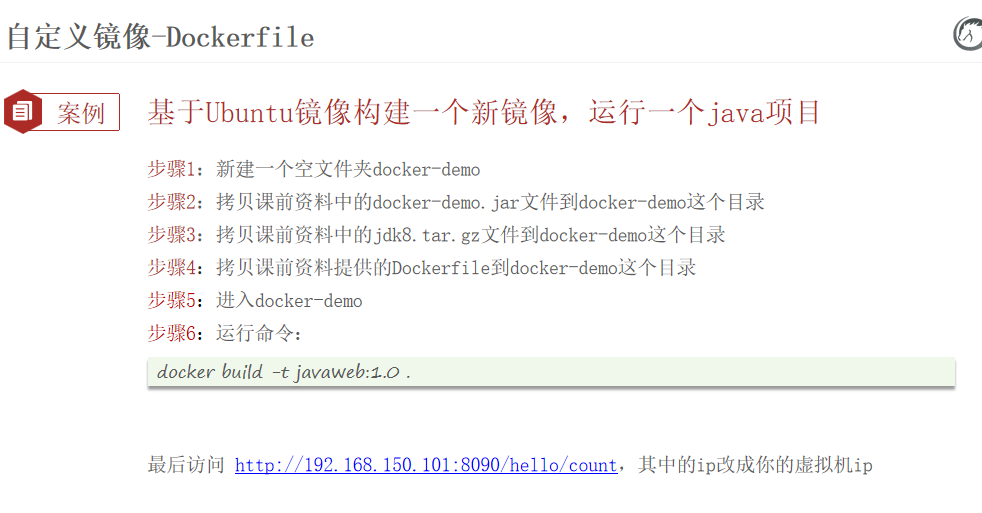 自定义镜像-Dockerfile
案例
基于Ubuntu镜像构建一个新镜像，运行一个java项目
步骤1：新建一个空文件夹docker-demo
步骤2：拷贝课前资料中的docker-demo.jar文件到docker-demo这个目录
步骤3：拷贝课前资料中的jdk8.tar.gz文件到docker-demo这个目录
步骤4：拷贝课前资料提供的Dockerfile到docker-demo这个目录
步骤5：进入docker-demo
步骤6：运行命令：
docker build -t javaweb:1.0 .
最后访问 http://192.168.150.101:8090/hello/count，其中的ip改成你的虚拟机ip